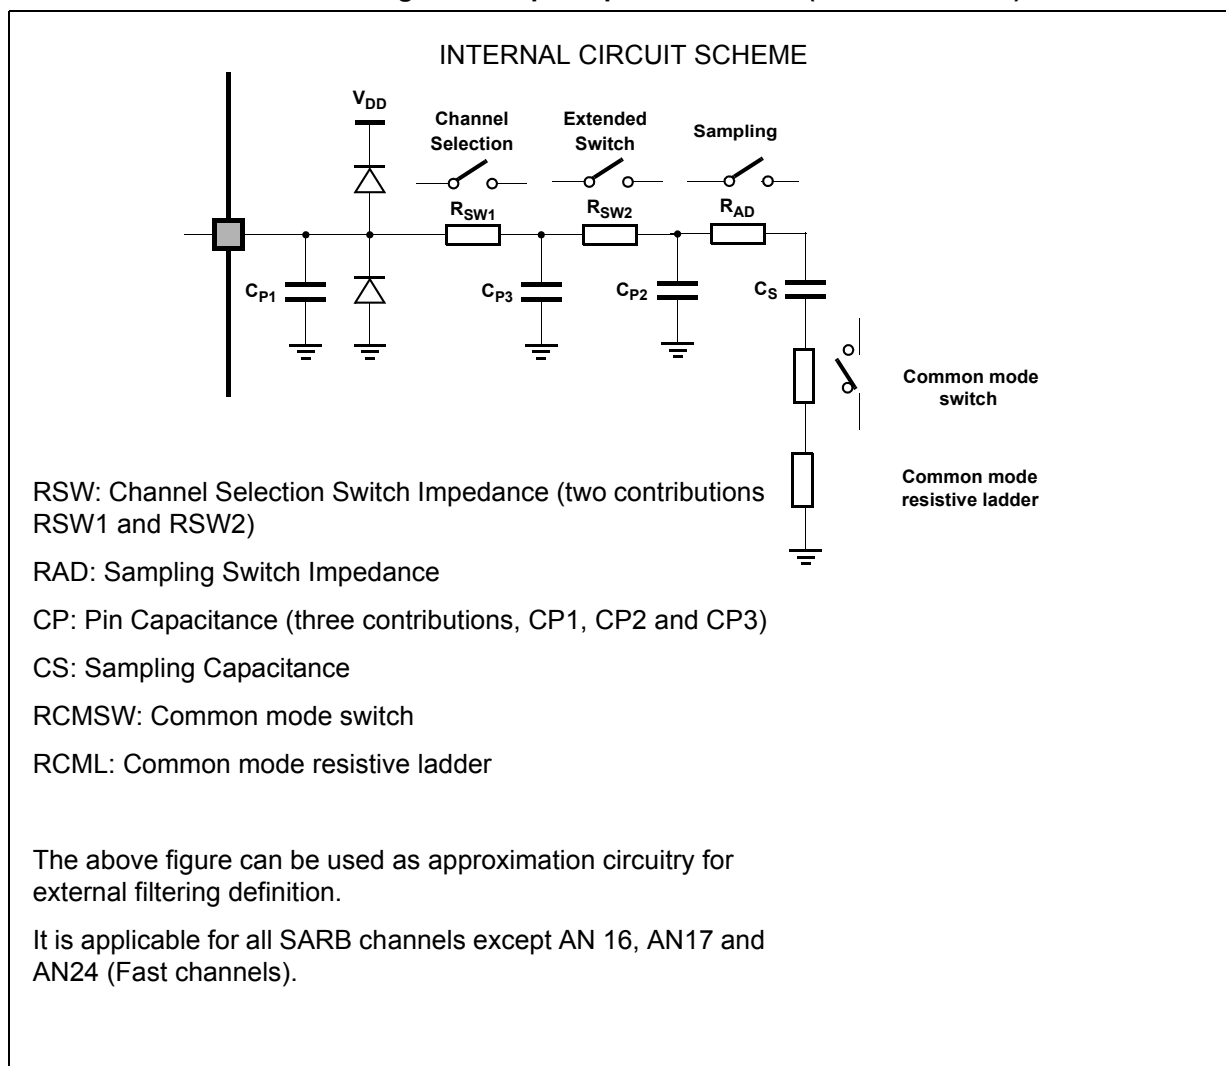 INTERNAL CIRCUIT SCHEME
VDD
Channel
Selection
Extended
Switch
Sampling
RSW1
RSW2
RAD
CP1
CP3
CP2
CS
Common mode
switch
Common mode
resistive ladder
RSW: Channel Selection Switch Impedance (two contributions
RSW1 and RSW2)
RAD: Sampling Switch Impedance
CP: Pin Capacitance (three contributions, CP1, CP2 and CP3)
CS: Sampling Capacitance
RCMSW: Common mode switch
RCML: Common mode resistive ladder
The above figure can be used as approximation circuitry for
external filtering definition.
It is applicable for all SARB channels except AN 16, AN17 and
AN24 (Fast channels).